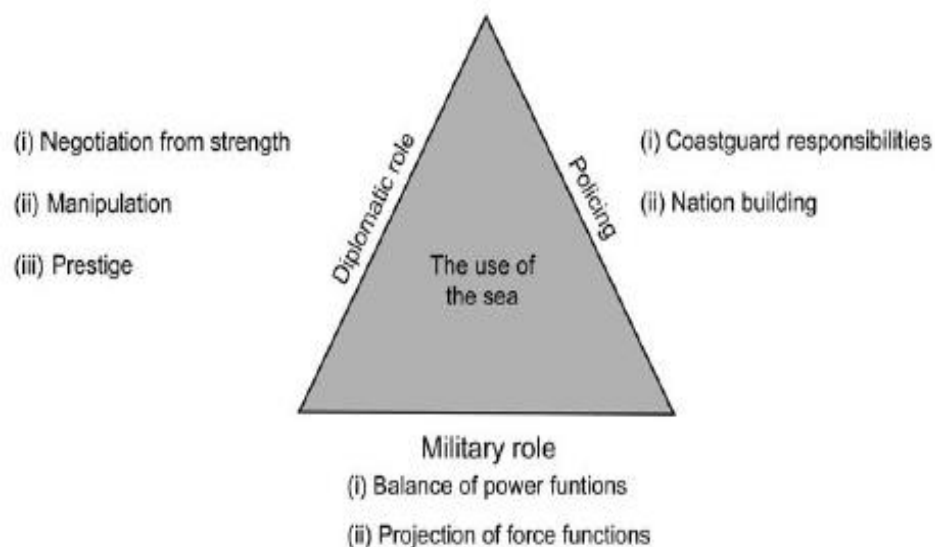 (i) Negotiation from strength
(ii) Manipulation
(iii) Prestige
Diplomatic role
The use of
the sea
Policing
(i) Coastguard responsibilities
(ii) Nation building
Military role
(i) Balance of power funtions
(ii) Projection of force functions